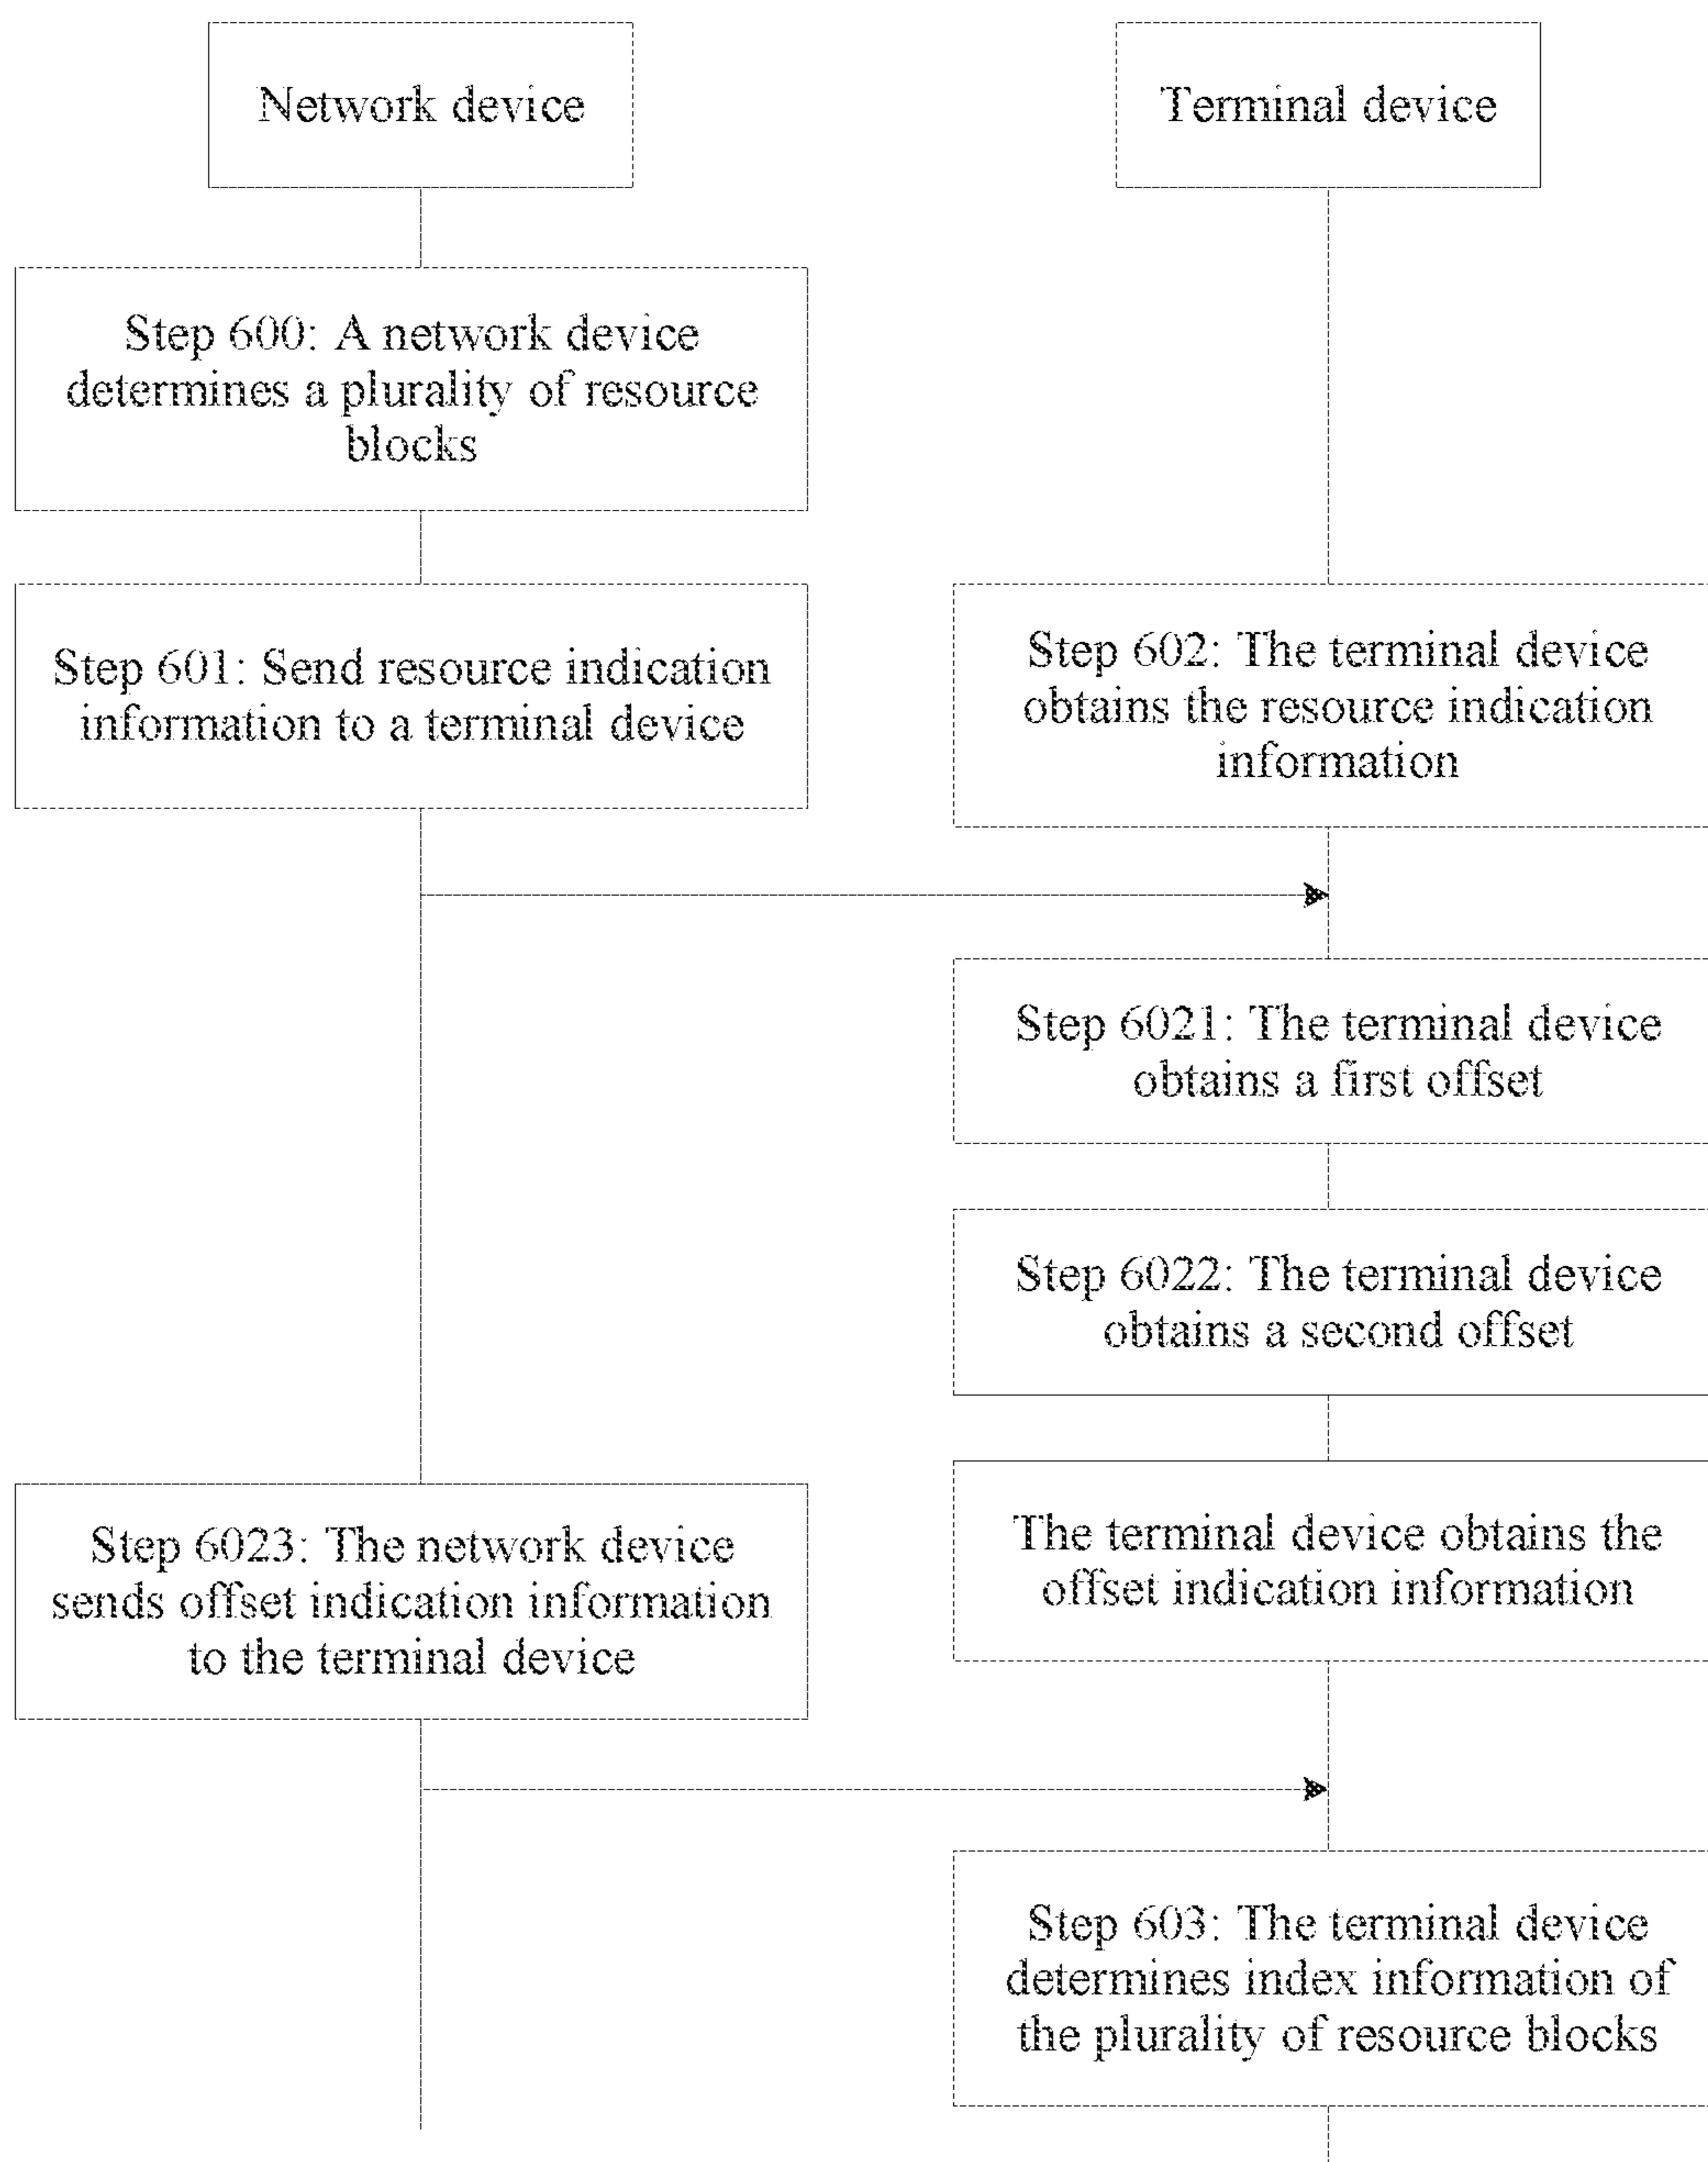 Network device
Terminal device
Step 600: A network device
determines a plurality of resource
blocks
Step 601: Send resource indication
information to a terminal device
Step 602: The terminal device
obtains the resource indication
information
Step 6021: The terminal device
obtains a first offset
Step 6022: The terminal device
obtains a second offset
Step 6023: The network device
sends offset indication information
to the terminal device
The terminal device obtains the
offset indication information
Step 603: The terminal device
determines index information of
the plurality of resource blocks